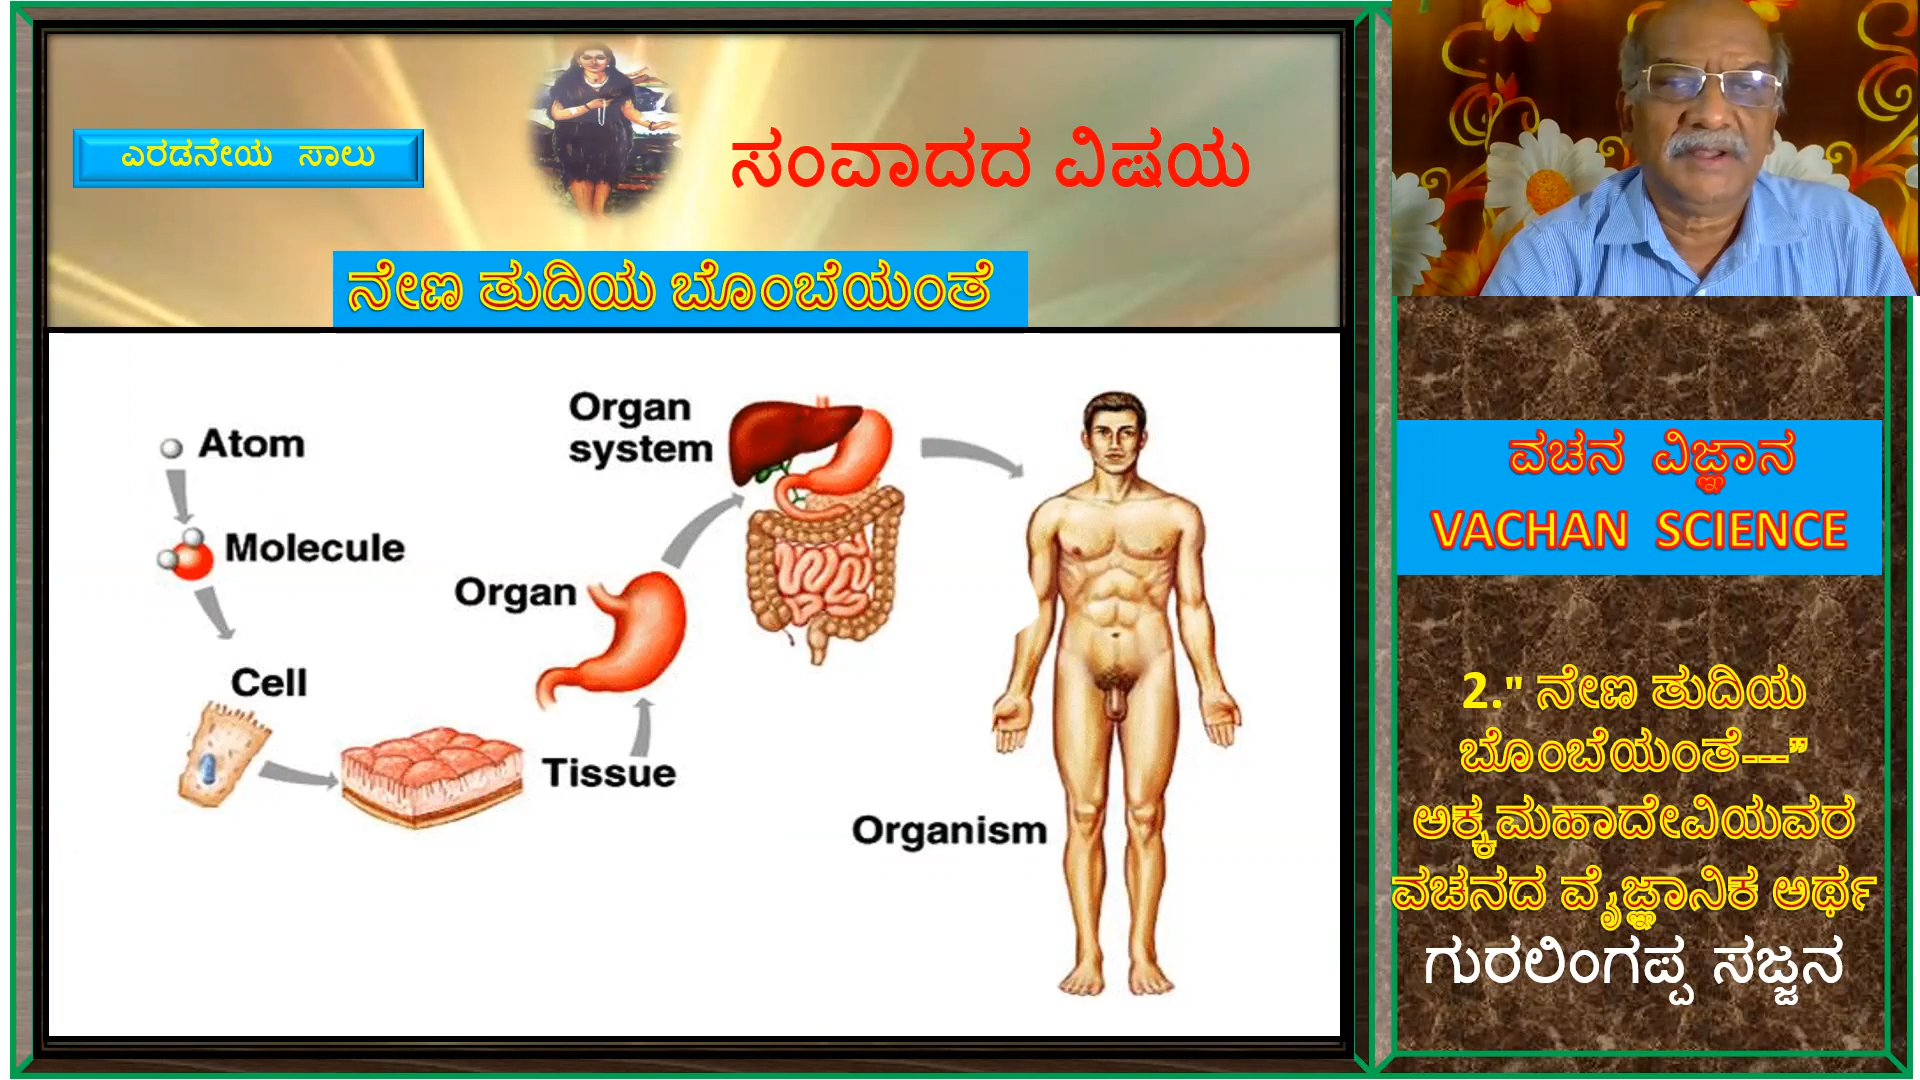 ಎರಡನೇಯ ಸಾಲು
ಸಂವಾದದ ವಿಷಯ
ನೇಣ ತುದಿಯ ಬೊಂಬೆಯಂತೆ
Atom
Molecule
Cell
Tissue
Organ
Organ
system
Organism
ವಚನ ವಿಜ್ಞಾನ
VACHAN SCIENCE
2." ನೇಣ ತುದಿಯ
ಬೊಂಬೆಯಂತೆ---”
ಅಕ್ಕಮಹಾದೇವಿಯವರ
ವಚನದ ವೈಜ್ಞಾನಿಕ ಅರ್ಥ
ಗುರಲಿಂಗಪ್ಪ ಸಜ್ಜನ